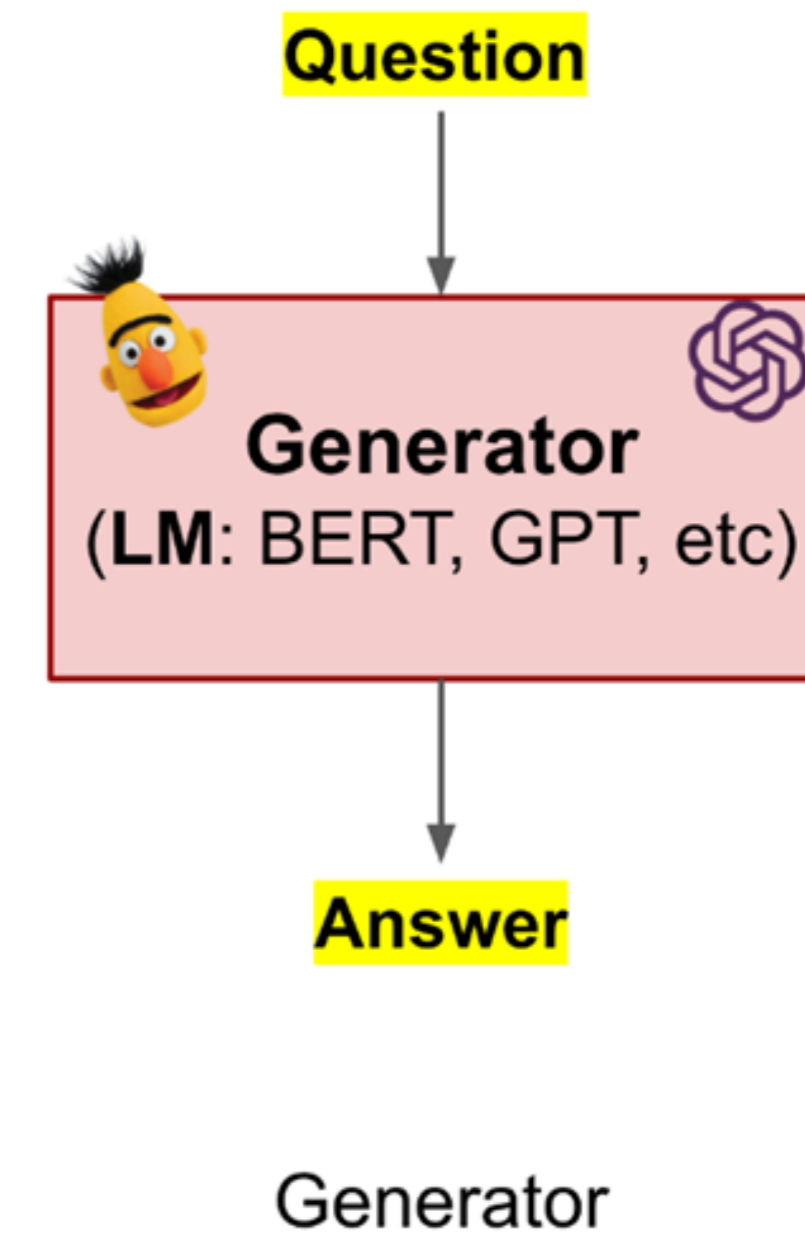 Question
Generator
(LM: BERT, GPT, etc)
Answer
Generator